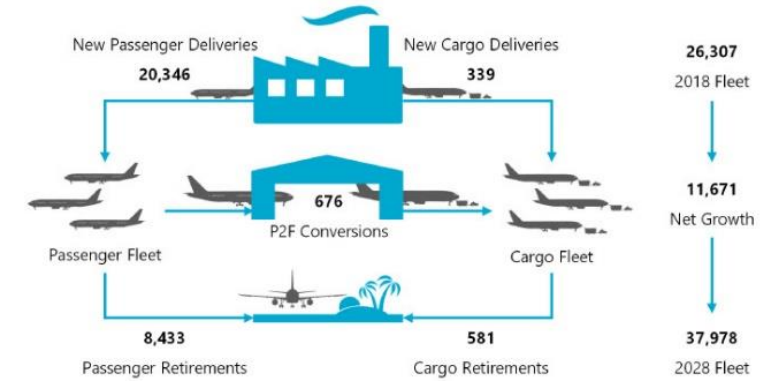 New Passenger Deliveries
20,346
New Cargo Deliveries
339
26,307
2018 Fleet
676
P2F Conversions
11,671
Net Growth
Passenger Fleet
Cargo Fleet
8,433
Passenger Retirements
581
Cargo Retirements
37,978
2028 Fleet